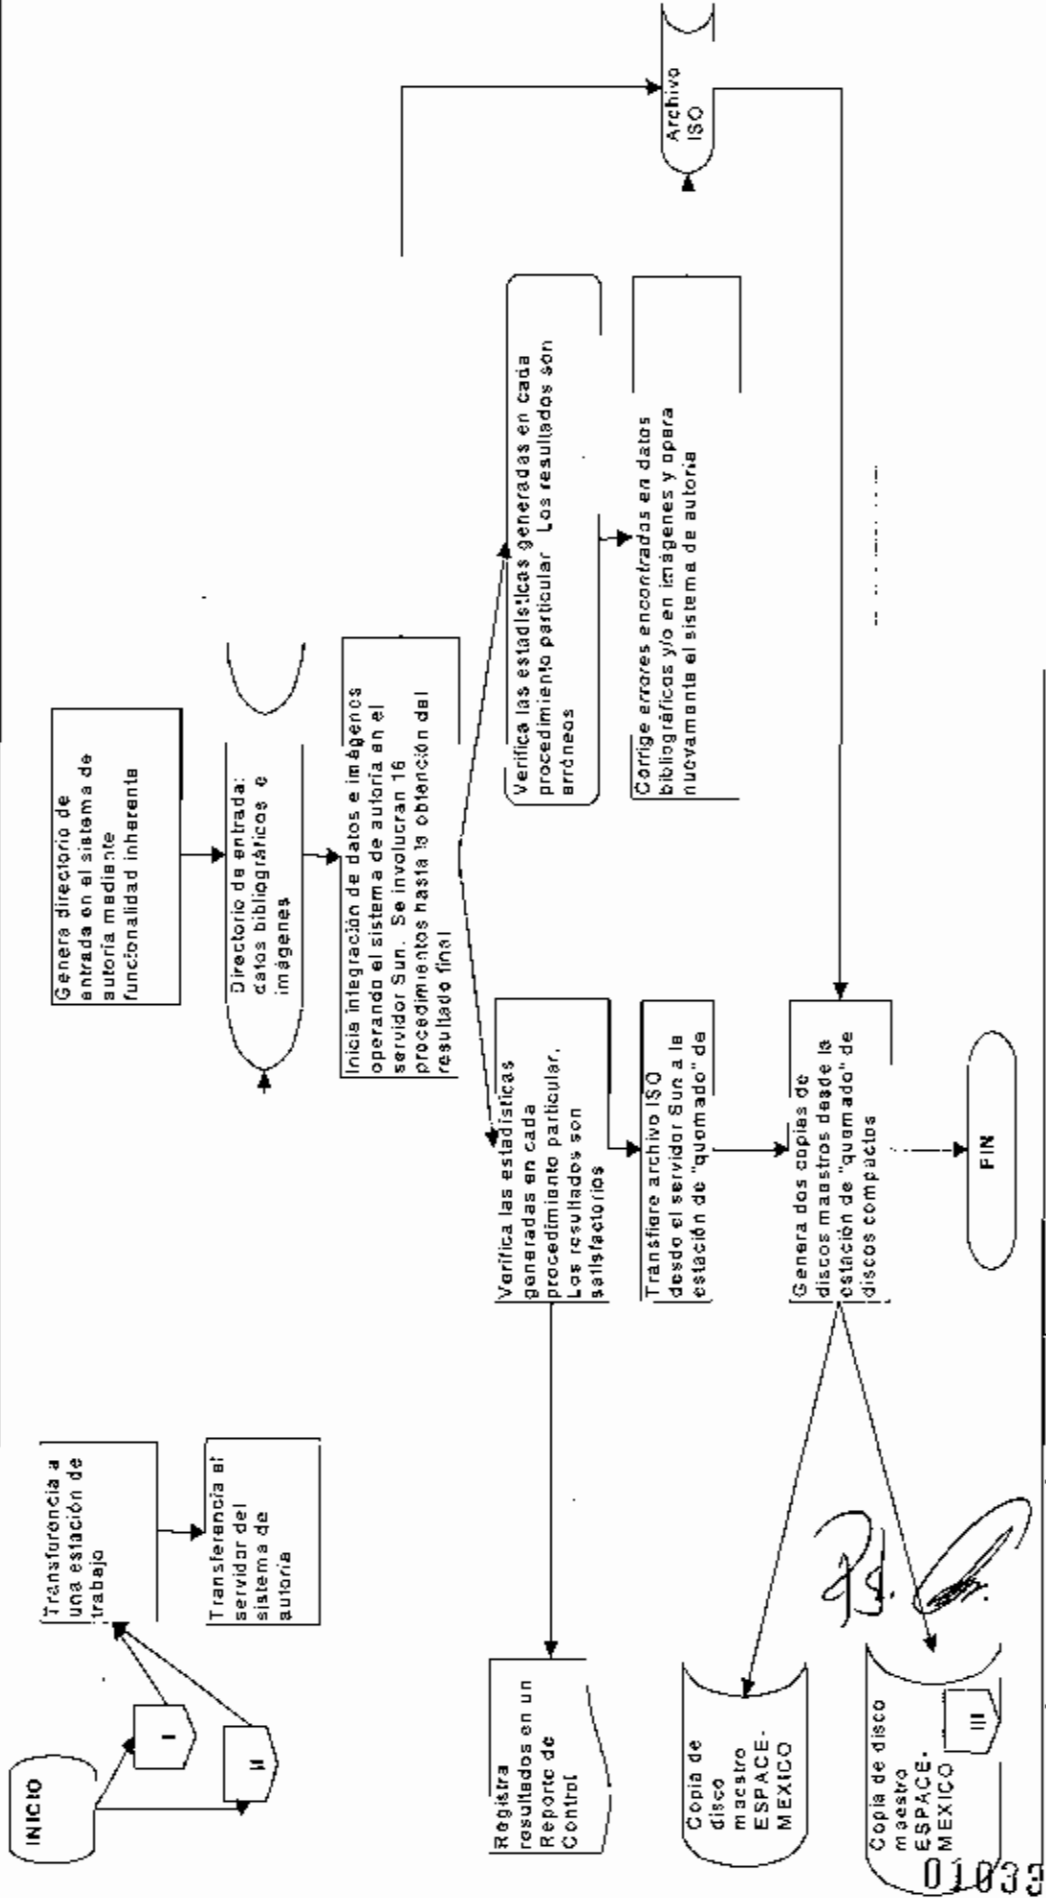 INICIO
I
II
Transferencia a
una estación de
trabajo
Transferencia al
servidor del
sistema de
autoría
Genera directorio de
entrada en el sistema de
autoría mediante
funcionalidad inherente
Directorio de entrada:
datos bibliográficos e
imágenes
Inicia integración de datos e imágenes
operando el sistema de autoría en el
servidor Sun. Se involucran 16
procedimientos hasta la obtención del
resultado final
Verifica las estadísticas
generadas en cada
procedimiento particular.
Los resultados son
satisfactorios
Verifica las estadísticas generadas en cada
procedimiento particular Los resultados son
erróneos
Corrige errores encontrados en datos
bibliográficos y/o en imágenes y opera
nuevamente el sistema de autoría
Archivo
ISO
Transfiere archivo ISO
desde el servidor Sun a la
estación de "quemado" de
Genera dos copias de
discos maestros desde la
estación de "quemado" de
discos compactos
Registra
resultados en un
Reporte de
Control
Copia de
disco
maestro
ESPACE-
MEXICO
Copia de disco
maestro
ESPACE-
MEXICO
III
FIN
01033